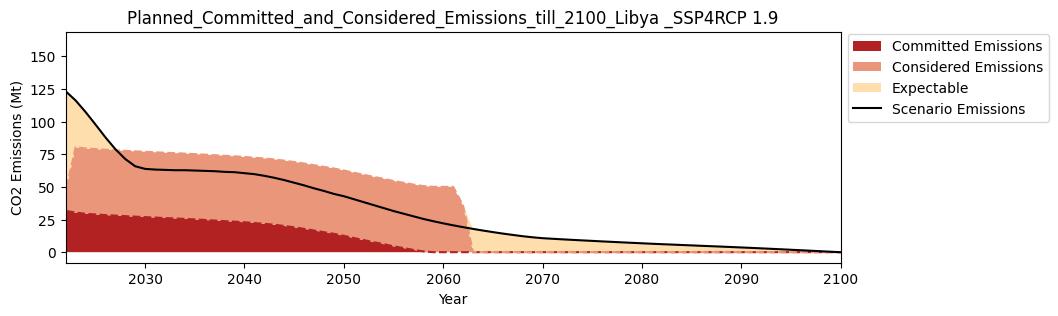 Planned_Committed_and_Considered_Emissions_till_2100_Libya _SSP4RCP 1.9
CO2 Emissions (Mt)
150
125
100
75
50
25
0
2030 2040 2050 2060 2070 2080 2090 2100
Year
Committed Emissions
Considered Emissions
Expectable
Scenario Emissions